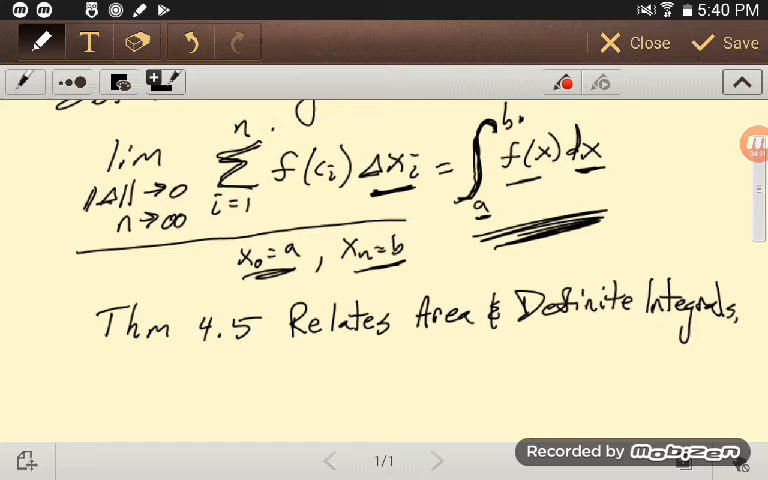 5:40 PM
T Close Save
lim ||Δ||→0 n→∞ n Σ i=1 f(ci) Δxi = ∫ a b f(x) dx
x0=a , xn=b
Thm 4.5 Relates Area & Definite Integrals.
1/1
Recorded by
MOBIZEN